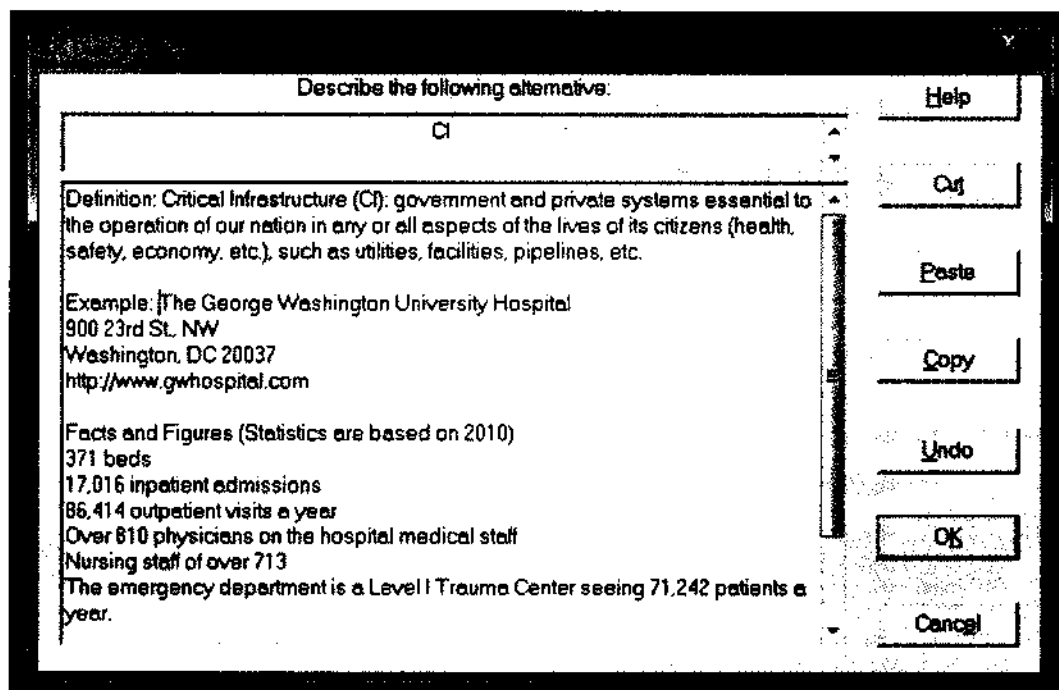 Describe the following alternative:
CI
Definition: Critical Infrastructure (CI): government and private systems essential to
the operation of our nation in any or all aspects of the lives of its citizens (health,
safety, economy, etc.), such as utilities, facilities, pipelines, etc.
Example: The George Washington University Hospital
900 23rd St., NW
Washington, DC 20037
http://www.gwhospital.com
Facts and Figures (Statistics are based on 2010)
371 beds
17,016 inpatient admissions
86,414 outpatient visits a year
Over 810 physicians on the hospital medical staff
Nursing staff of over 713
The emergency department is a Level I Trauma Center seeing 71,242 patients a
year.
Help
Cut
Paste
Copy
Undo
OK
Cancel